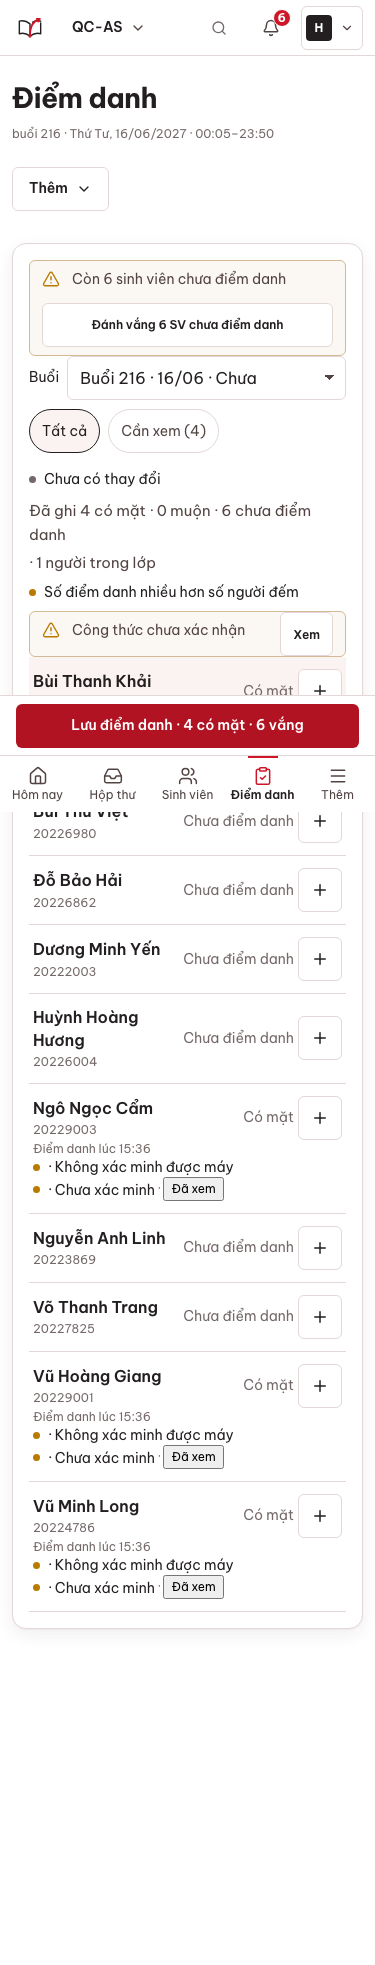 QC-AS
6
H
Điểm danh
buổi 216 · Thứ Tư, 16/06/2027 · 00:05–23:50
Thêm
Còn 6 sinh viên chưa điểm danh
Đánh vắng 6 SV chưa điểm danh
Buổi
Buổi 216 · 16/06 · Chưa
Tất cả
Cần xem (4)
Chưa có thay đổi
Đã ghi 4 có mặt · 0 muộn · 6 chưa điểm
danh
· 1 người trong lớp
Số điểm danh nhiều hơn số người đếm
Công thức chưa xác nhận
Xem
Bùi Thanh Khải
Có mặt
Lưu điểm danh · 4 có mặt · 6 vắng
Hôm nay
Hộp thư
Sinh viên
Điểm danh
Thêm
Bùi Thu Việt
20226980
Chưa điểm danh
Đỗ Bảo Hải
20226862
Chưa điểm danh
Dương Minh Yến
20222003
Chưa điểm danh
Huỳnh Hoàng
Hương
20226004
Chưa điểm danh
Ngô Ngọc Cẩm
20229003
Có mặt
Điểm danh lúc 15:36
· Không xác minh được máy
· Chưa xác minh · Đã xem
Nguyễn Anh Linh
20223869
Chưa điểm danh
Võ Thanh Trang
20227825
Chưa điểm danh
Vũ Hoàng Giang
20229001
Có mặt
Điểm danh lúc 15:36
· Không xác minh được máy
· Chưa xác minh · Đã xem
Vũ Minh Long
20224786
Có mặt
Điểm danh lúc 15:36
· Không xác minh được máy
· Chưa xác minh · Đã xem